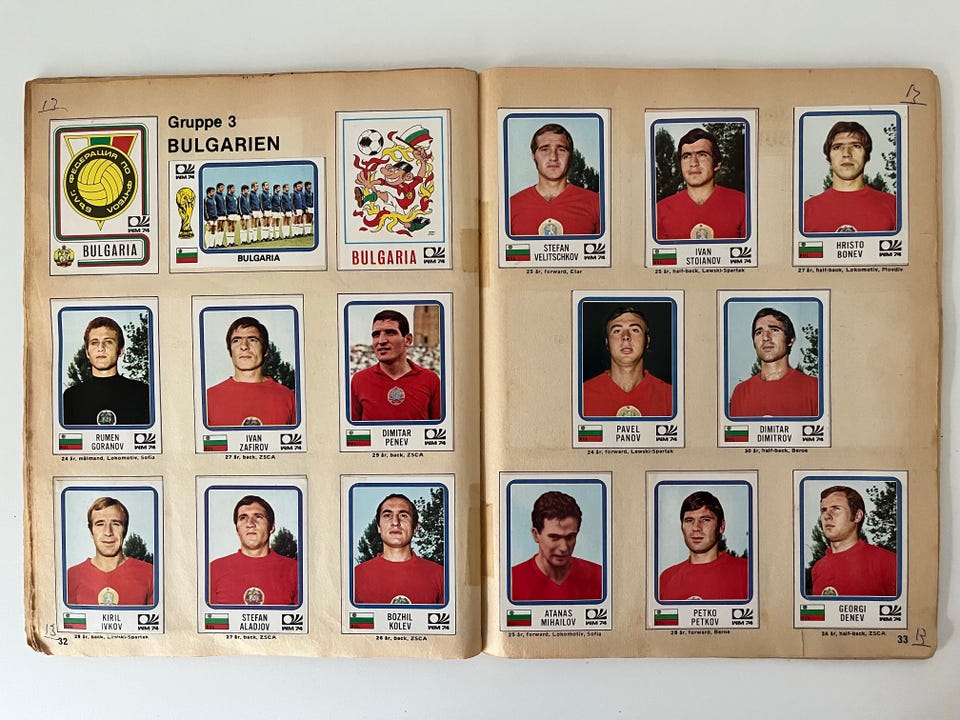 Gruppe 3
BULGARIEN
ФЕДЕРАЦИЯ ПО
BULGARIA
WM 74
WM 74
BULGARIA
BULGARIA
WM 74
RUMEN
GORANOV
WM 74
24 år, målmand, Lokomotiv, Sofia
IVAN
ZAFIROV
WM 74
27 år, back, ZSCA
DIMITAR
PENEV
WM 74
29 år, back, ZSCA
KIRIL
IVKOV
WM 74
28 år, back, Lewski-Spartak
STEFAN
ALADJOV
WM 74
27 år, back, ZSCA
BOZHIL
KOLEV
WM 74
26 år, back, ZSCA
32
STEFAN
VELITSCHKOV
WM 74
25 år, forward, Etar
IVAN
STOIANOV
WM 74
25 år, half-back, Lewski-Spartak
HRISTO
BONEV
WM 74
27 år, half-back, Lokomotiv, Plovdiv
PAVEL
PANOV
WM 74
24 år, forward, Lewski-Spartak
DIMITAR
DIMITROV
WM 74
30 år, half-back, Beroe
ATANAS
MIHAILOV
WM 74
25 år, forward, Lokomotiv, Sofia
PETKO
PETKOV
WM 74
28 år, forward, Beroe
GEORGI
DENEV
WM 74
24 år, half-back, ZSCA
33